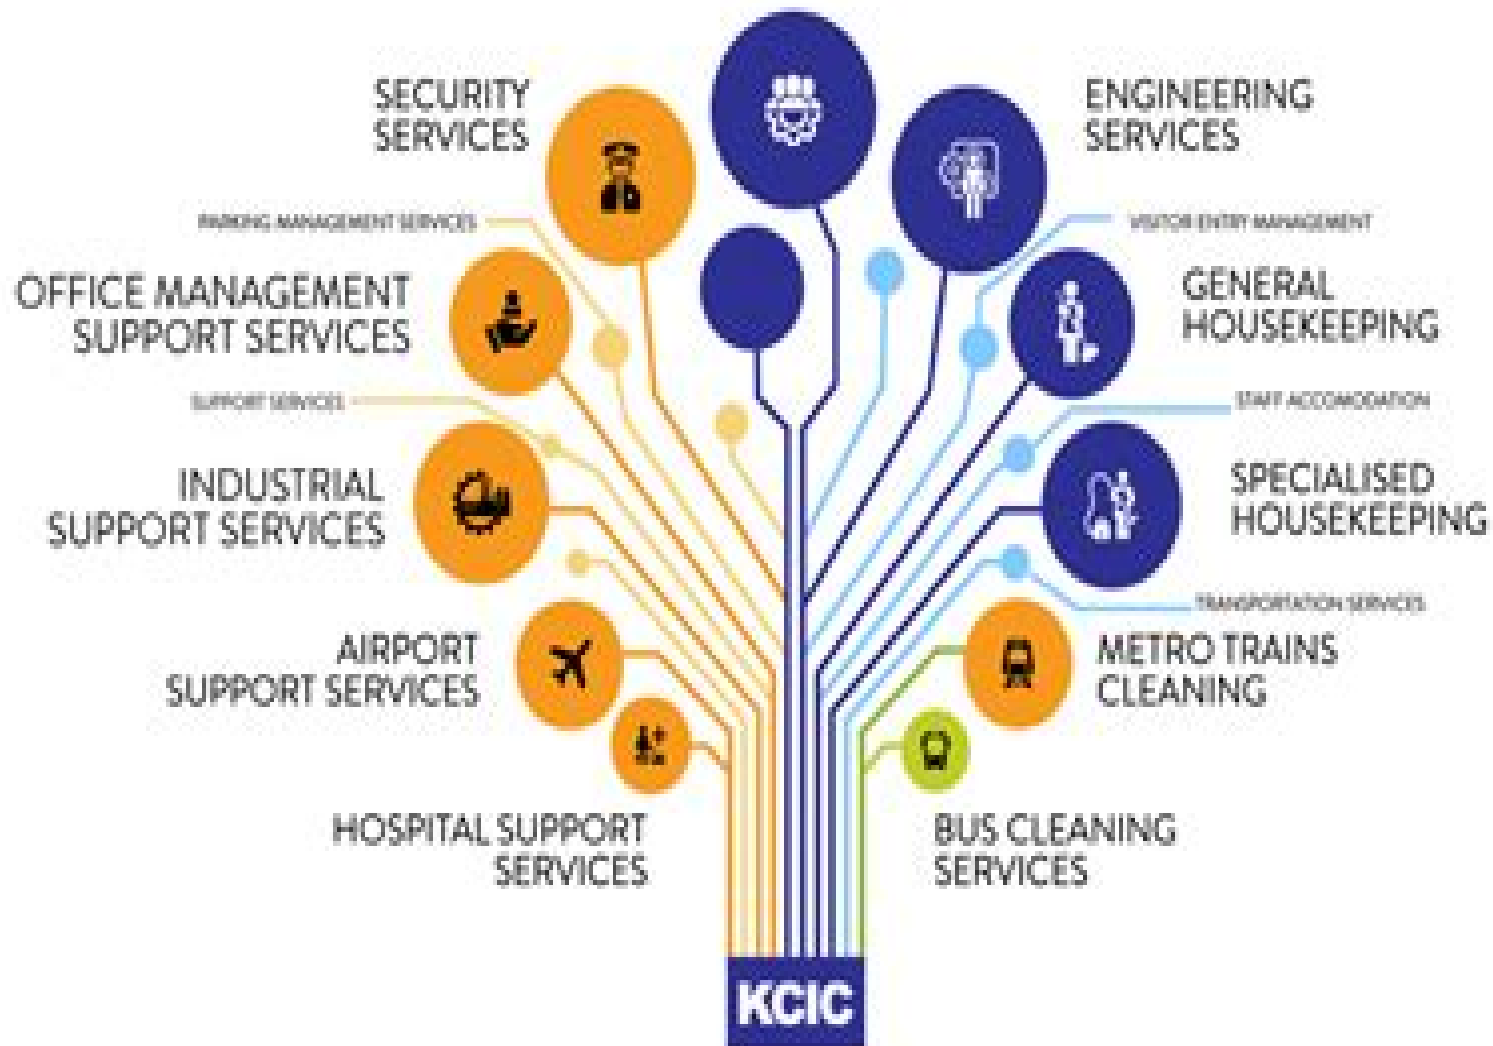 SECURITY
SERVICES
ENGINEERING
SERVICES
PARKING MANAGEMENT SERVICES
VISITOR ENTRY MANAGEMENT
OFFICE MANAGEMENT
SUPPORT SERVICES
GENERAL
HOUSEKEEPING
SUPPORT SERVICES
STAFF ACCOMODATION
INDUSTRIAL
SUPPORT SERVICES
SPECIALISED
HOUSEKEEPING
TRANSPORTATION SERVICES
AIRPORT
SUPPORT SERVICES
METRO TRAINS
CLEANING
HOSPITAL SUPPORT
SERVICES
BUS CLEANING
SERVICES
KCIC